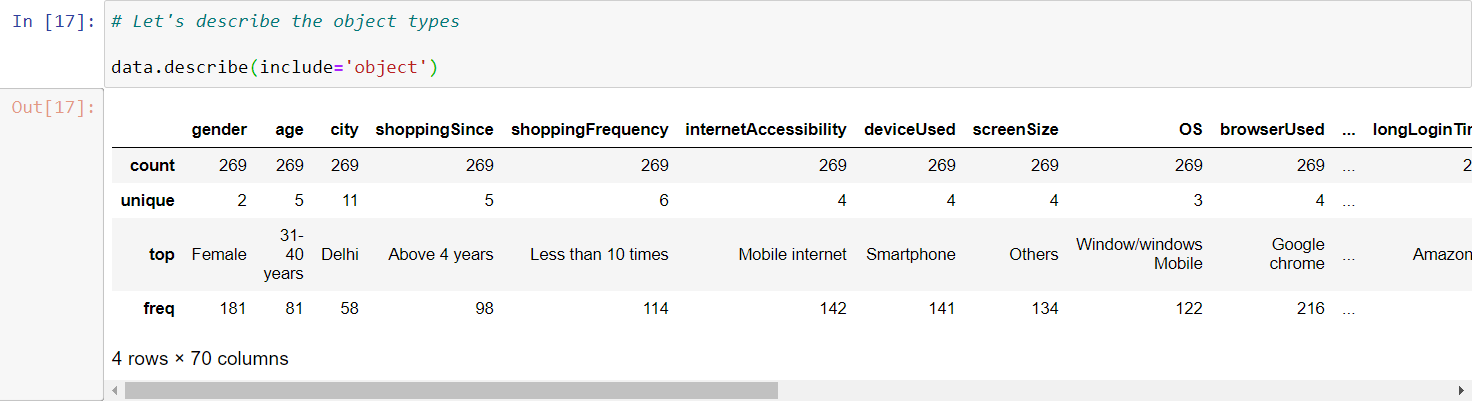 In [17]: # Let's describe the object types
data.describe(include='object')
Out[17]:
gender age city shoppingSince shoppingFrequency internetAccessibility deviceUsed screenSize OS browserUsed ... longLoginTir
count 269 269 269 269 269 269 269 269 269 269 ... 2
unique 2 5 11 5 6 4 4 4 3 4 ...
top Female 31-40 years Delhi Above 4 years Less than 10 times Mobile internet Smartphone Others Window/windows Mobile Google chrome ... Amazon
freq 181 81 58 98 114 142 141 134 122 216 ...
4 rows × 70 columns